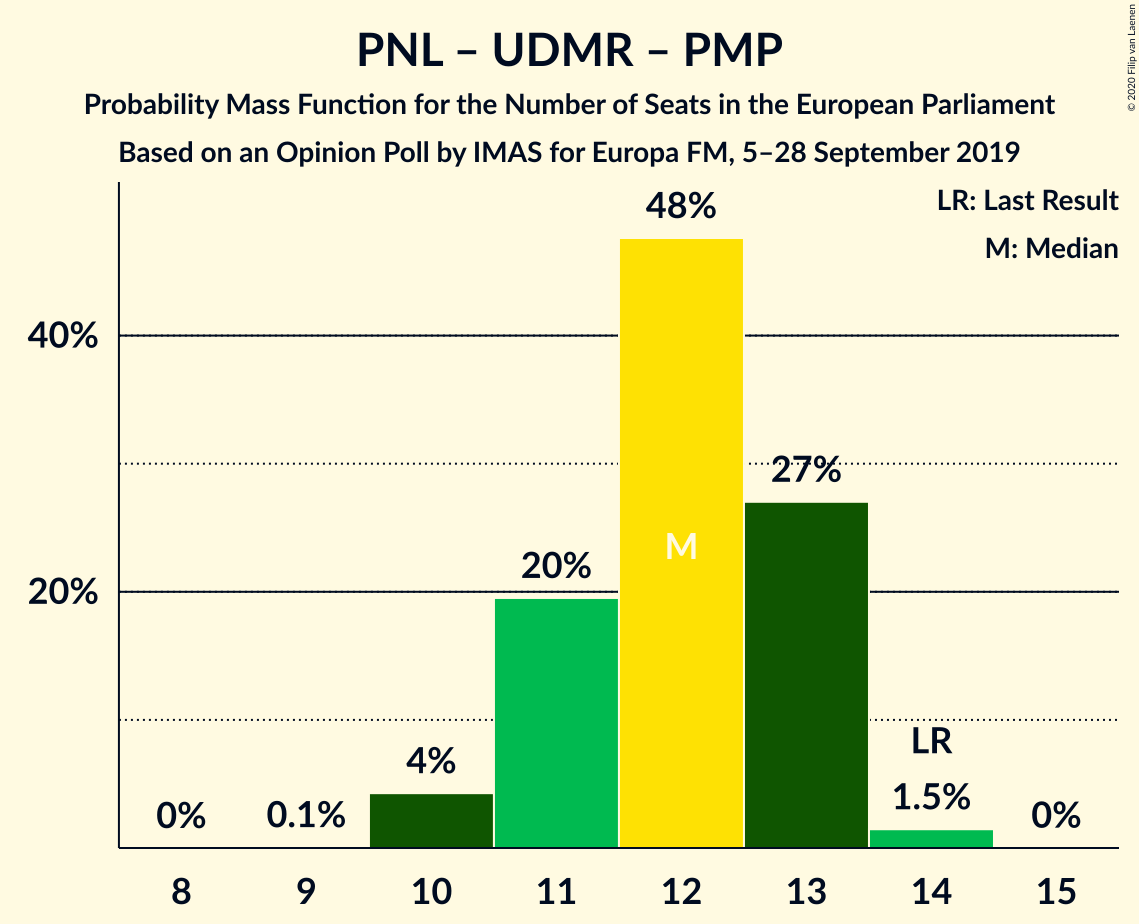 PNL – UDMR – PMP
Probability Mass Function for the Number of Seats in the European Parliament
Based on an Opinion Poll by IMAS for Europa FM, 5–28 September 2019
© 2020 Filip van Laenen
LR: Last Result
M: Median
48%
40%
27%
M
20%
20%
LR
4%
1.5%
0%
0.1%
0%
8 9 10 11 12 13 14 15